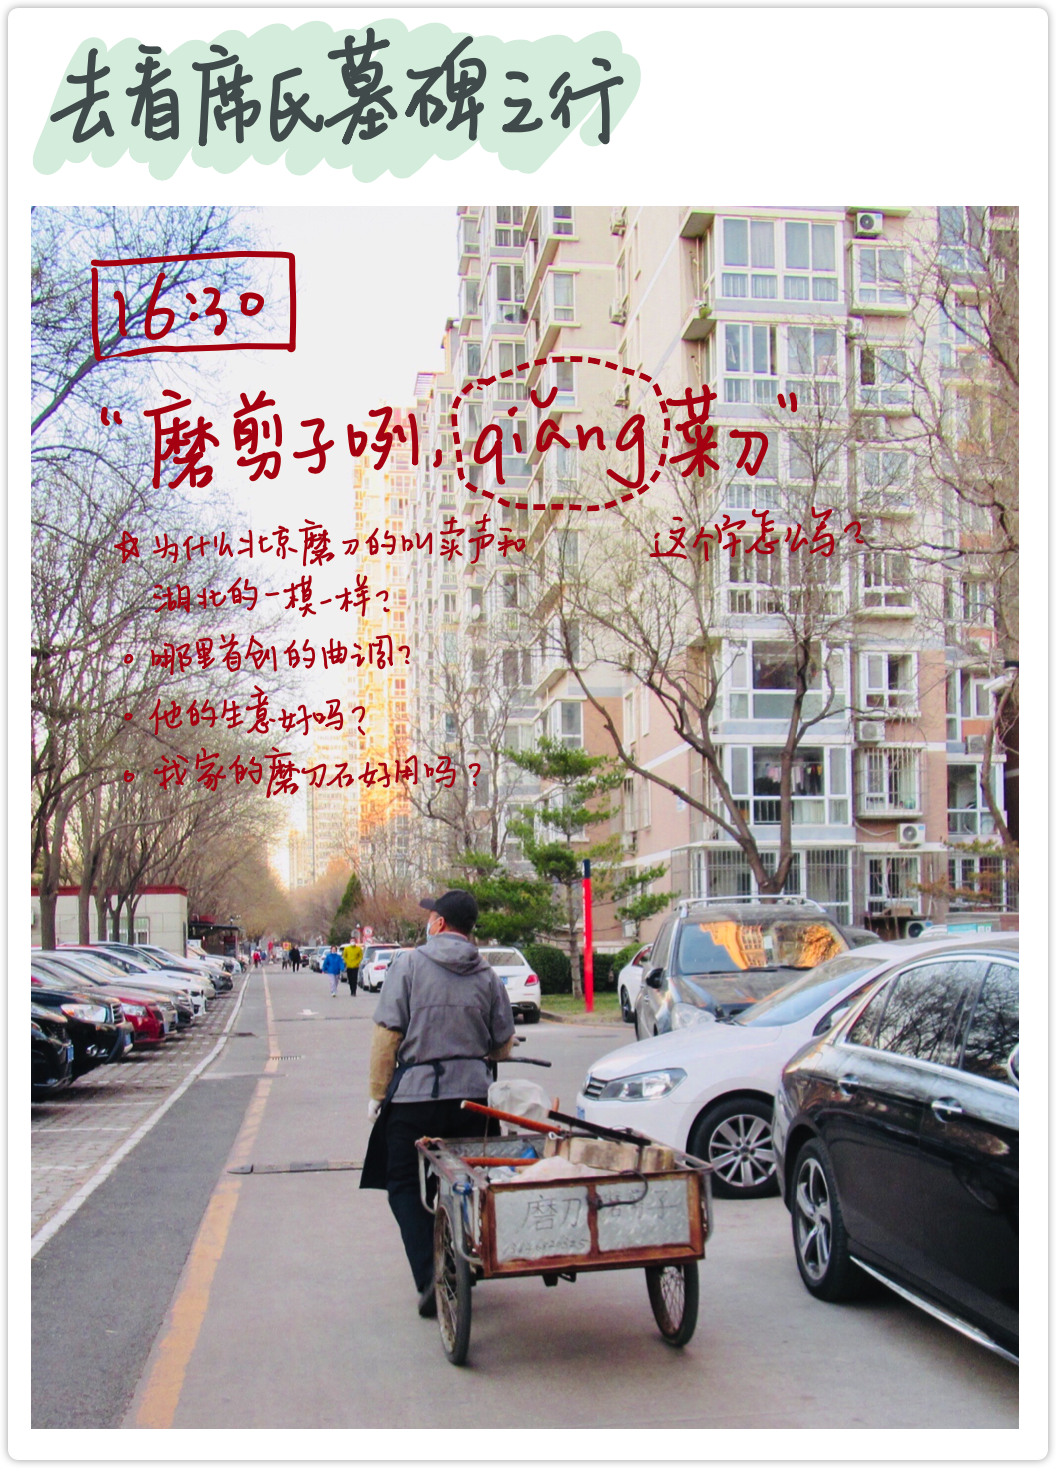 去看席氏墓碑之行
16:30
“磨剪子咧,qiǎng菜刀”
这个字怎么写?
☆ 为什么北京磨刀的叫卖声和
湖北的一模一样?
○ 哪里首创的曲调?
○ 他的生意好吗?
○ 我家的磨刀石好用吗?
磨刀 磨剪子